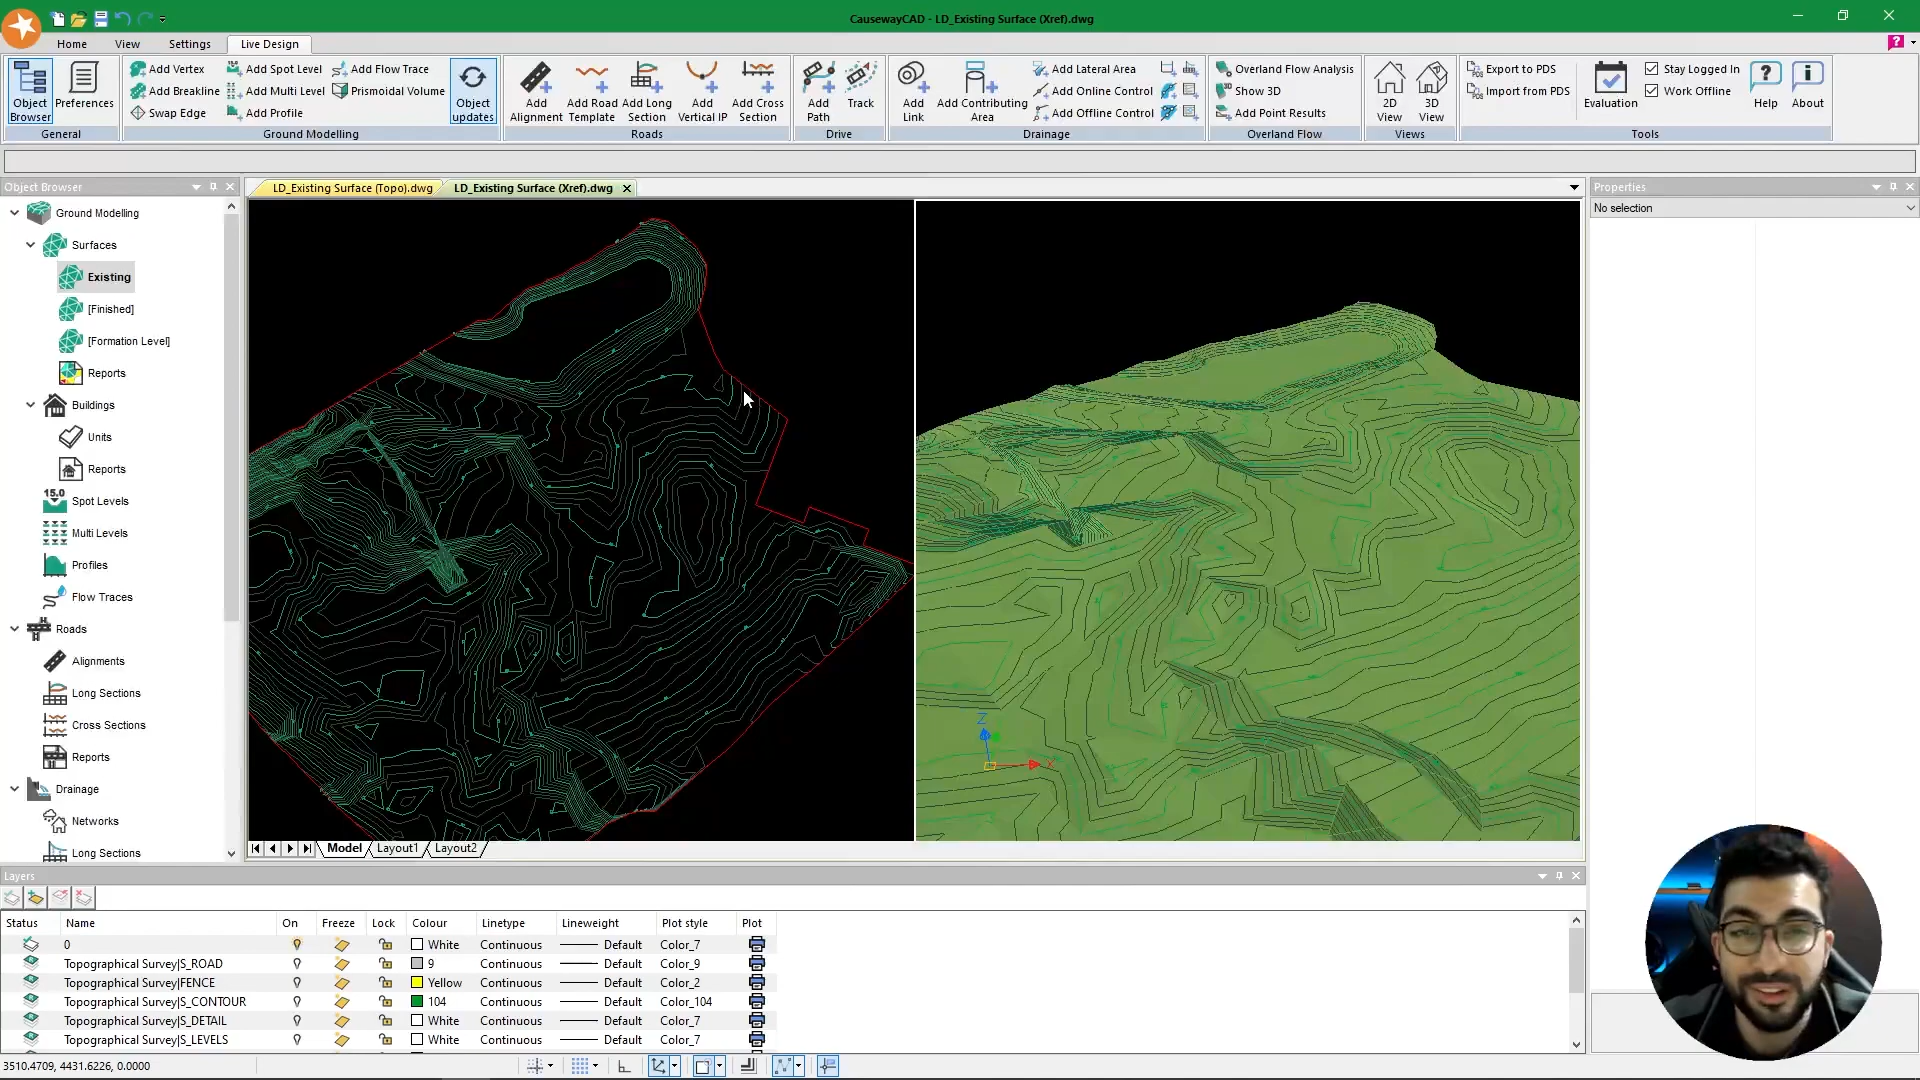 CausewayCAD - LD_Existing Surface (Xref).dwg
Home View Settings Live Design
Object Browser
Preferences
General
Add Vertex
Add Breakline
Swap Edge
Add Spot Level
Add Multi Level
Add Profile
Add Flow Trace
Prismoidal Volume
Object updates
Ground Modelling
Add Alignment
Add Road Template
Add Long Section
Add Vertical IP
Add Cross Section
Roads
Add Path
Track
Drive
Add Link
Add Contributing Area
Add Lateral Area
Add Online Control
Add Offline Control
Drainage
Overland Flow Analysis
Show 3D
Add Point Results
Overland Flow
2D View
3D View
Views
Export to PDS
Import from PDS
Evaluation
Stay Logged In
Work Offline
Help
About
Tools
Object Browser
LD_Existing Surface (Topo).dwg
LD_Existing Surface (Xref).dwg
Properties
No selection
Ground Modelling
Surfaces
Existing
[Finished]
[Formation Level]
Reports
Buildings
Units
Reports
15.0
Spot Levels
Multi Levels
Profiles
Flow Traces
Roads
Alignments
Long Sections
Cross Sections
Reports
Drainage
Networks
Long Sections
Z
X
Model Layout1 Layout2
Layers
Status Name On Freeze Lock Colour Linetype Lineweight Plot style Plot
0 White Continuous Default Color_7
Topographical Survey|S_ROAD 9 Continuous Default Color_9
Topographical Survey|FENCE Yellow Continuous Default Color_2
Topographical Survey|S_CONTOUR 104 Continuous Default Color_104
Topographical Survey|S_DETAIL White Continuous Default Color_7
Topographical Survey|S_LEVELS White Continuous Default Color_7
3510.4709, 4431.6226, 0.0000